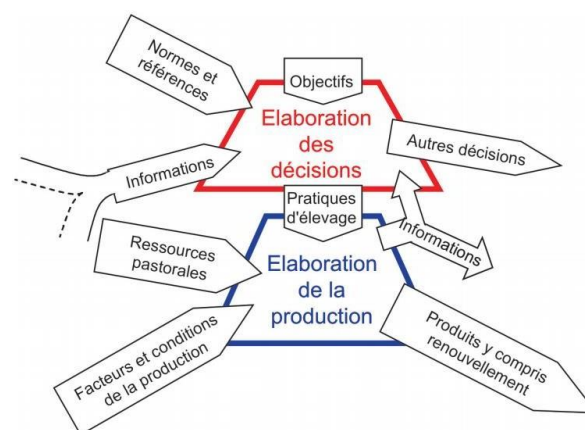 Normes et
références
Objectifs
Elaboration
des
décisions
Autres décisions
Informations
Pratiques
d'élevage
Informations
Ressources
pastorales
Elaboration
de la
production
Facteurs et conditions
de la production
Produits y compris
renouvellement